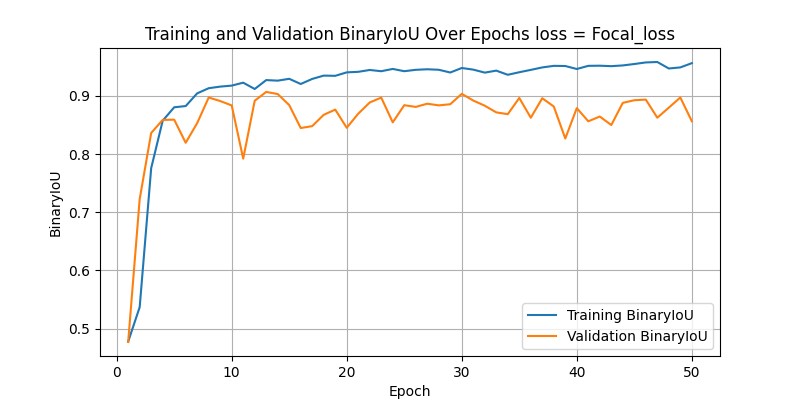 Training and Validation BinaryIoU Over Epochs loss = Focal_loss
BinaryIoU
0.9
0.8
0.7
0.6
0.5
0
10
20
30
40
50
Epoch
Training BinaryIoU
Validation BinaryIoU